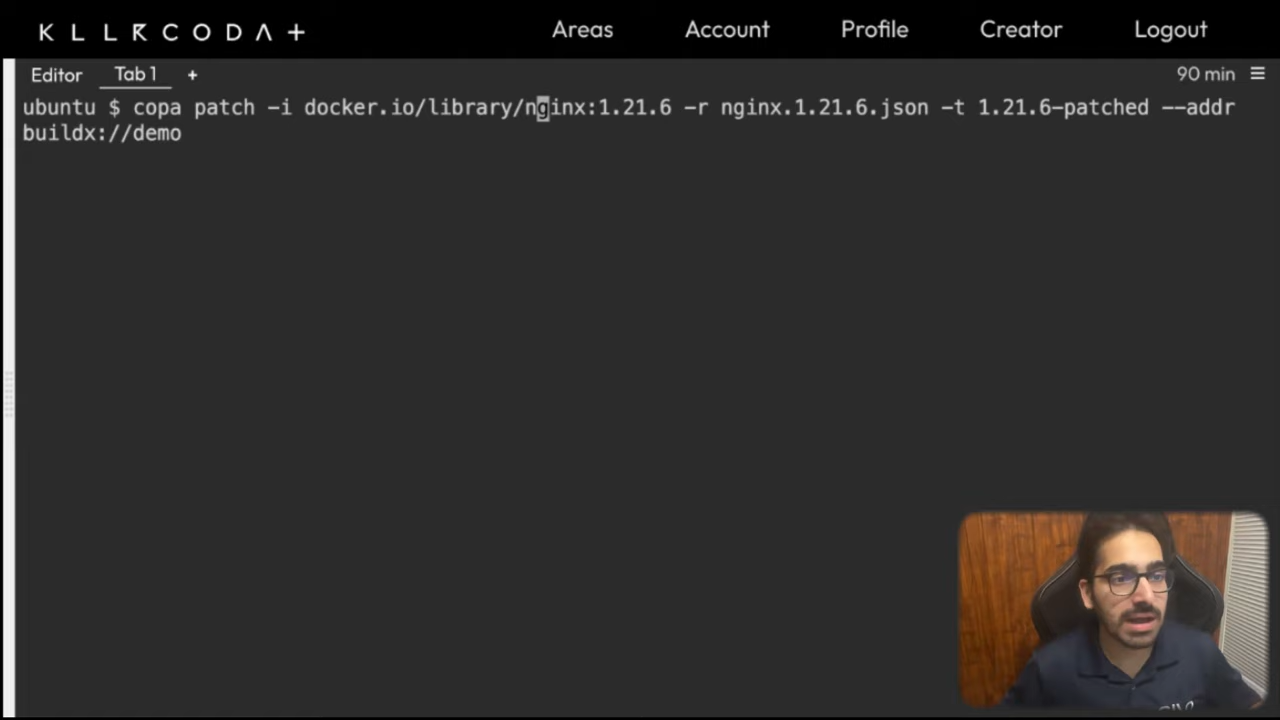 KLLRCODA+
Areas
Account
Profile
Creator
Logout
Editor
Tab 1
+
90 min
ubuntu $ copa patch -i docker.io/library/nginx:1.21.6 -r nginx.1.21.6.json -t 1.21.6-patched --addr
buildx://demo